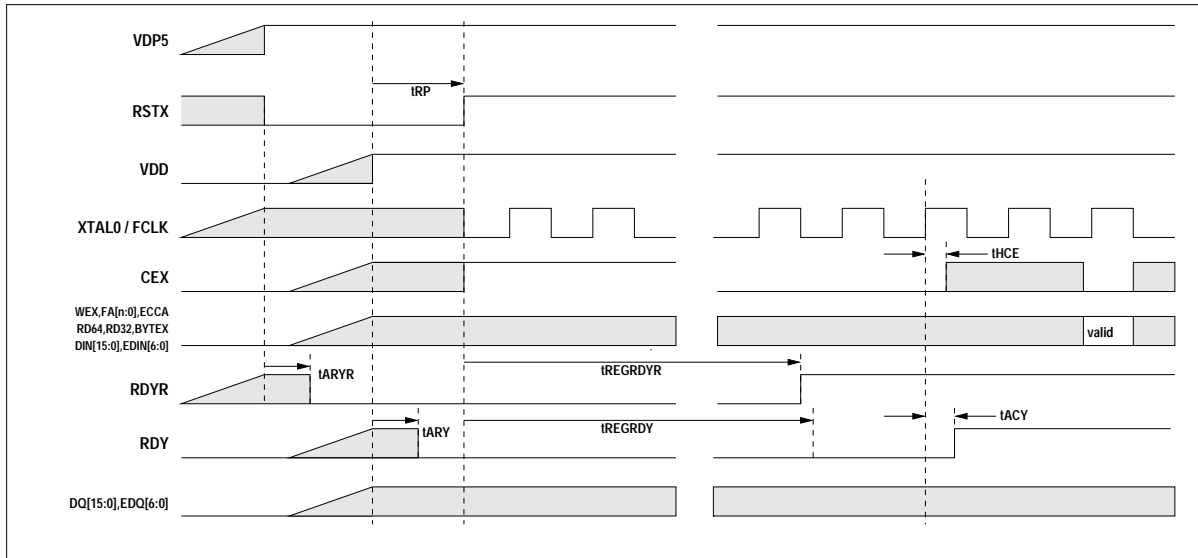 VDP5
tRP
RSTX
VDD
XTAL0 / FCLK
tHCE
CEX
WEX,FA[n:0],ECCA
RD64,RD32,BYTEX
valid
DIN[15:0],EDIN[6:0]
tARYR
tREGRDYR
RDYR
tACY
tARY
tREGRDY
RDY
DQ[15:0],EDQ[6:0]